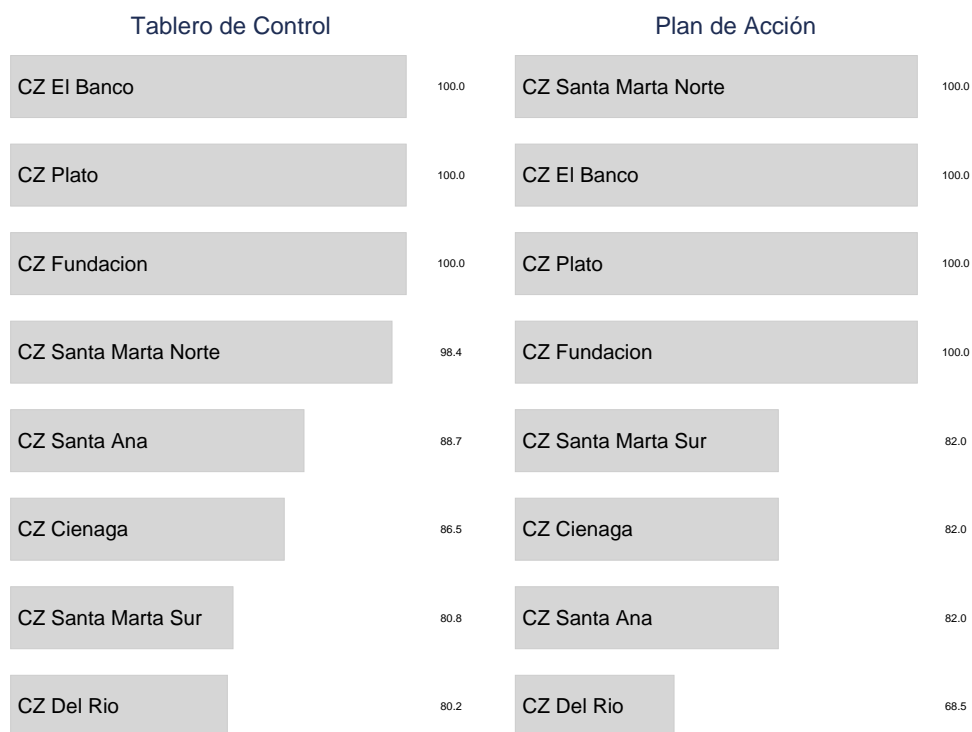 Tablero de Control
CZ El Banco 100.0
CZ Plato 100.0
CZ Fundacion 100.0
CZ Santa Marta Norte 98.4
CZ Santa Ana 88.7
CZ Cienaga 86.5
CZ Santa Marta Sur 80.8
CZ Del Rio 80.2
Plan de Acción
CZ Santa Marta Norte 100.0
CZ El Banco 100.0
CZ Plato 100.0
CZ Fundacion 100.0
CZ Santa Marta Sur 82.0
CZ Cienaga 82.0
CZ Santa Ana 82.0
CZ Del Rio 68.5